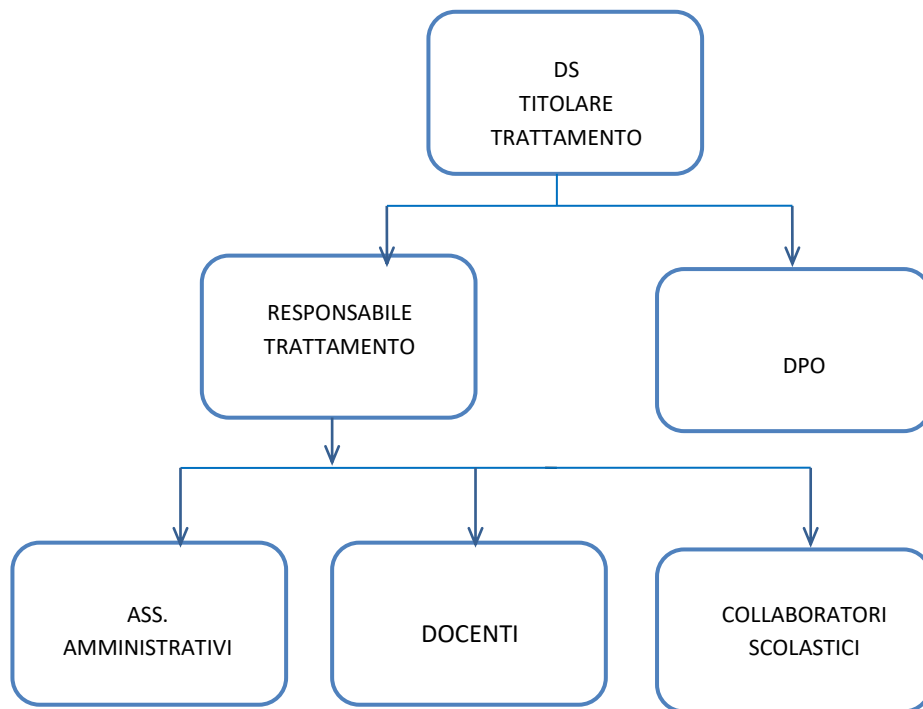 DS
TITOLARE
TRATTAMENTO
RESPONSABILE
TRATTAMENTO
DPO
ASS.
AMMINISTRATIVI
DOCENTI
COLLABORATORI
SCOLASTICI